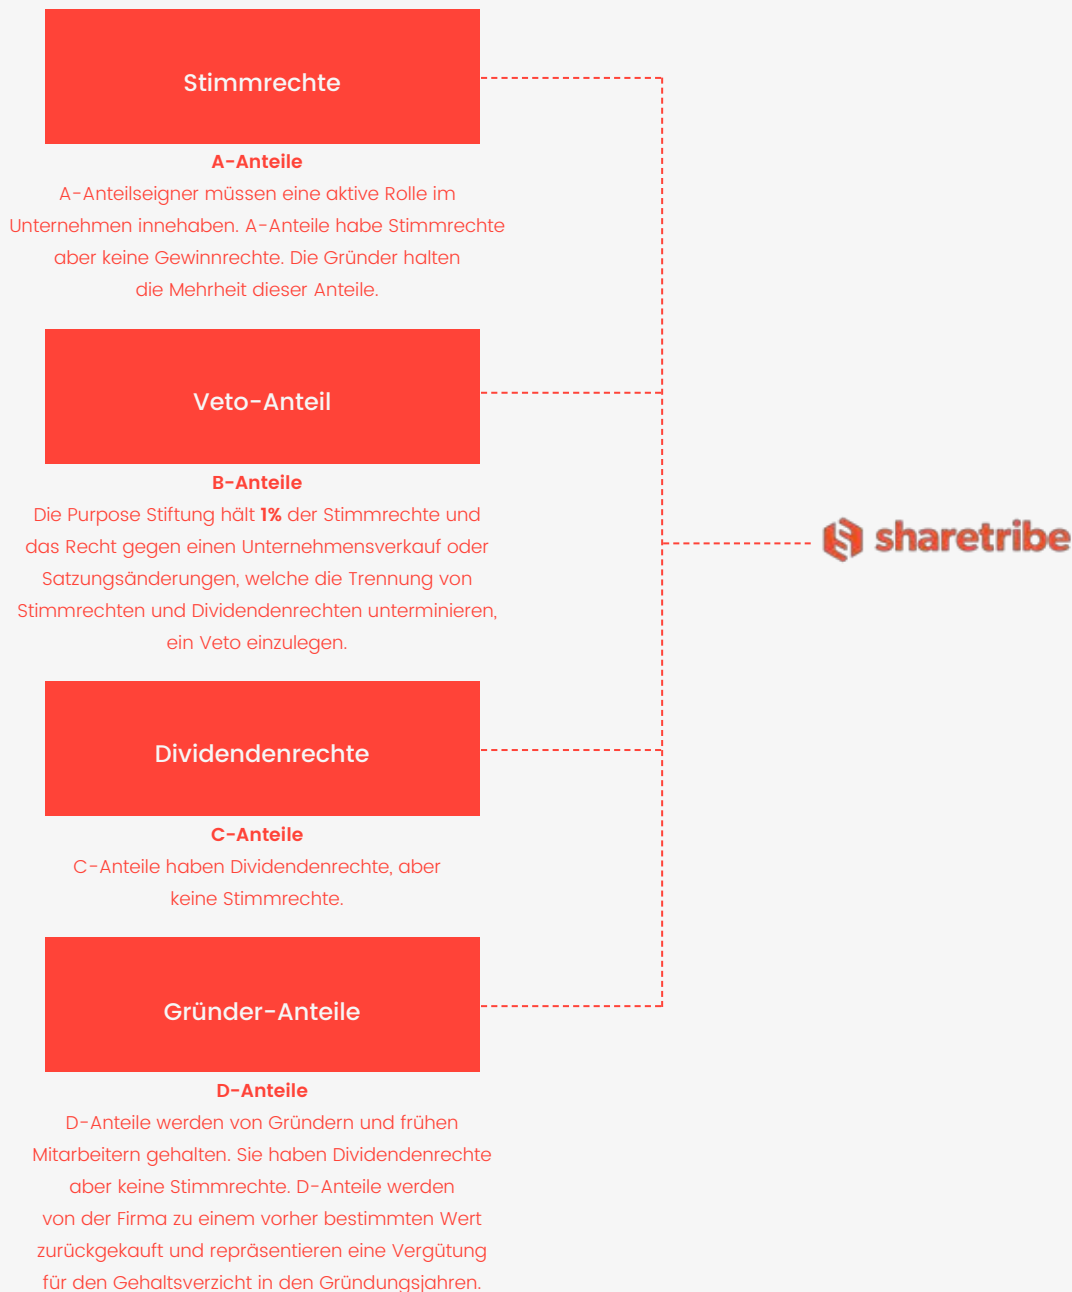 Stimmrechte
A-Anteile
A-Anteilseigner müssen eine aktive Rolle im
Unternehmen innehaben. A-Anteile habe Stimmrechte
aber keine Gewinnrechte. Die Gründer halten
die Mehrheit dieser Anteile.
Veto-Anteil
B-Anteile
Die Purpose Stiftung hält 1% der Stimmrechte und
das Recht gegen einen Unternehmensverkauf oder
Satzungsänderungen, welche die Trennung von
Stimmrechten und Dividendenrechten unterminieren,
ein Veto einzulegen.
sharetribe
Dividendenrechte
C-Anteile
C-Anteile haben Dividendenrechte, aber
keine Stimmrechte.
Gründer-Anteile
D-Anteile
D-Anteile werden von Gründern und frühen
Mitarbeitern gehalten. Sie haben Dividendenrechte
aber keine Stimmrechte. D-Anteile werden
von der Firma zu einem vorher bestimmten Wert
zurückgekauft und repräsentieren eine Vergütung
für den Gehaltsverzicht in den Gründungsjahren.